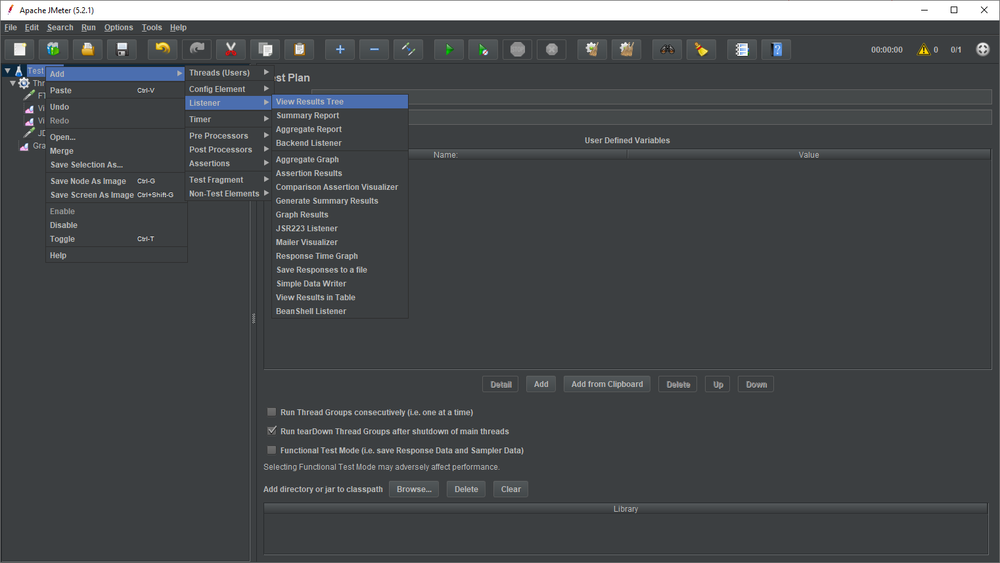 Apache JMeter (5.2.1)
File Edit Search Run Options Tools Help
STOP
00:00:00 0 0/1
Test
Thr
FT
Vi
Vi
JD
Gra
Add
Paste Ctrl-V
Undo
Redo
Open...
Merge
Save Selection As...
Save Node As Image Ctrl-G
Save Screen As Image Ctrl+Shift-G
Enable
Disable
Toggle Ctrl-T
Help
Threads (Users)
Config Element
Listener
Timer
Pre Processors
Post Processors
Assertions
Test Fragment
Non-Test Elements
View Results Tree
Summary Report
Aggregate Report
Backend Listener
Aggregate Graph
Assertion Results
Comparison Assertion Visualizer
Generate Summary Results
Graph Results
JSR223 Listener
Mailer Visualizer
Response Time Graph
Save Responses to a file
Simple Data Writer
View Results in Table
BeanShell Listener
est Plan
User Defined Variables
Name: Value
Detail Add Add from Clipboard Delete Up Down
Run Thread Groups consecutively (i.e. one at a time)
Run tearDown Thread Groups after shutdown of main threads
Functional Test Mode (i.e. save Response Data and Sampler Data)
Selecting Functional Test Mode may adversely affect performance.
Add directory or jar to classpath Browse... Delete Clear
Library